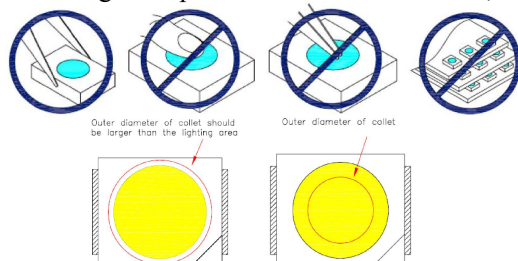 Outer diameter of collet should
be larger than the lighting area
Outer diameter of collet